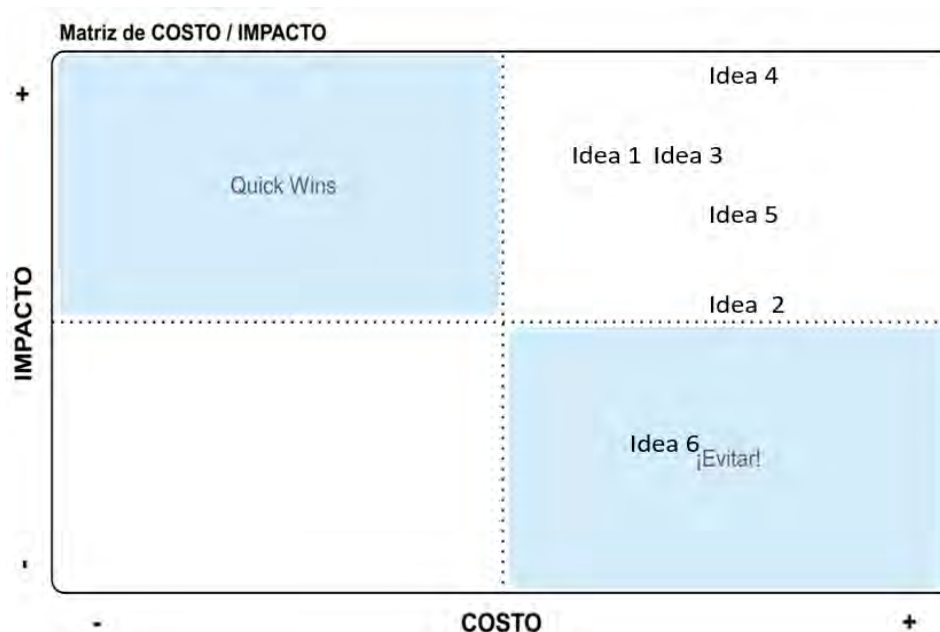 Matriz de COSTO / IMPACTO
+
Idea 4
Idea 1 Idea 3
Quick Wins
Idea 5
IMPACTO
Idea 2
Idea 6
¡Evitar!
-
- COSTO +